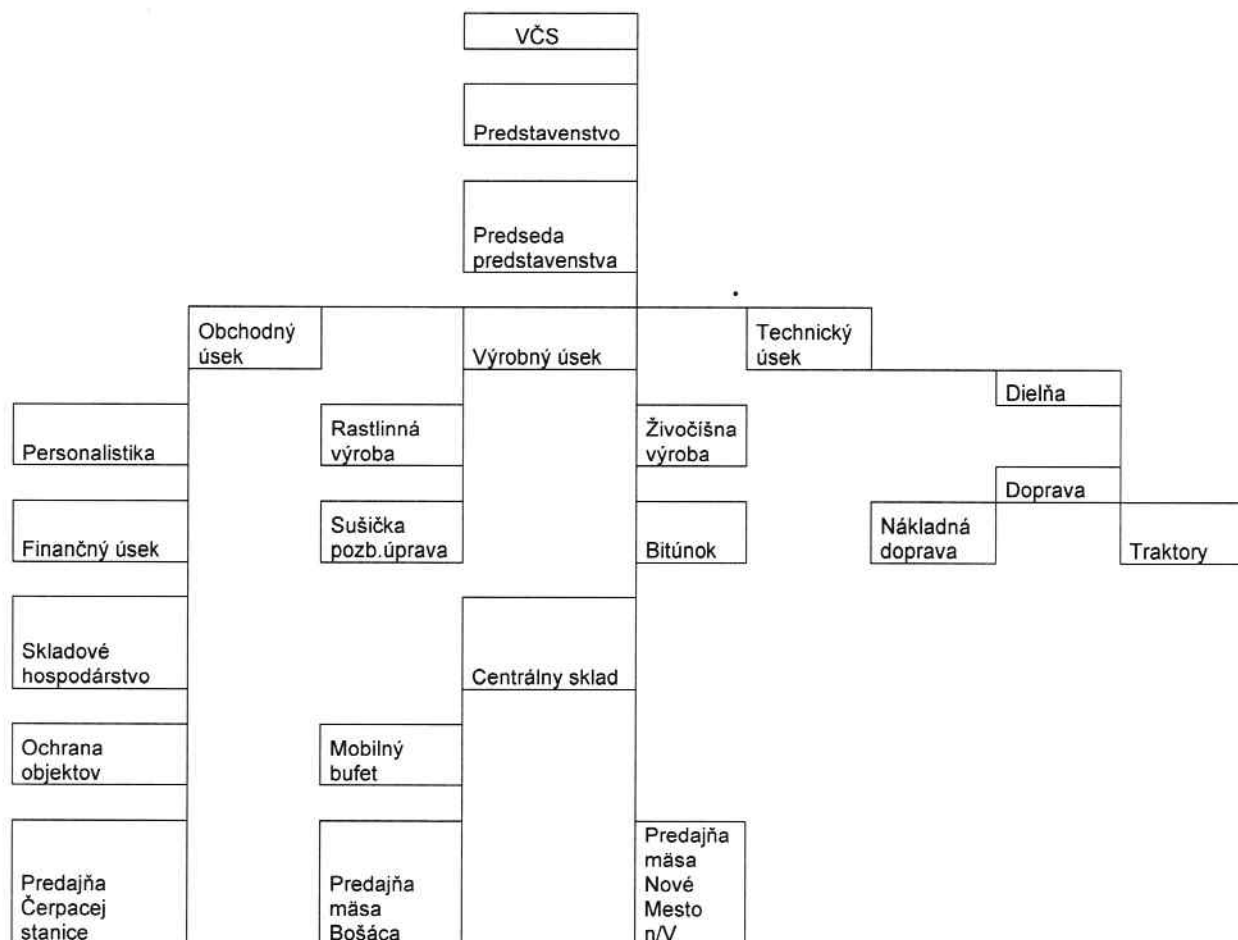 VČS
Predstavenstvo
Predseda
predstavenstva
Obchodný
úsek
Výrobný úsek
Technický
úsek
Dielňa
Personalistika
Rastlinná
výroba
Živočíšna
výroba
Doprava
Finančný úsek
Sušička
pozb.úprava
Bitúnok
Nákladná
doprava
Traktory
Skladové
hospodárstvo
Centrálny sklad
Ochrana
objektov
Mobilný
bufet
Predajňa
Čerpacej
stanice
Predajňa
mäsa
Bošáca
Predajňa
mäsa
Nové
Mesto
n/V